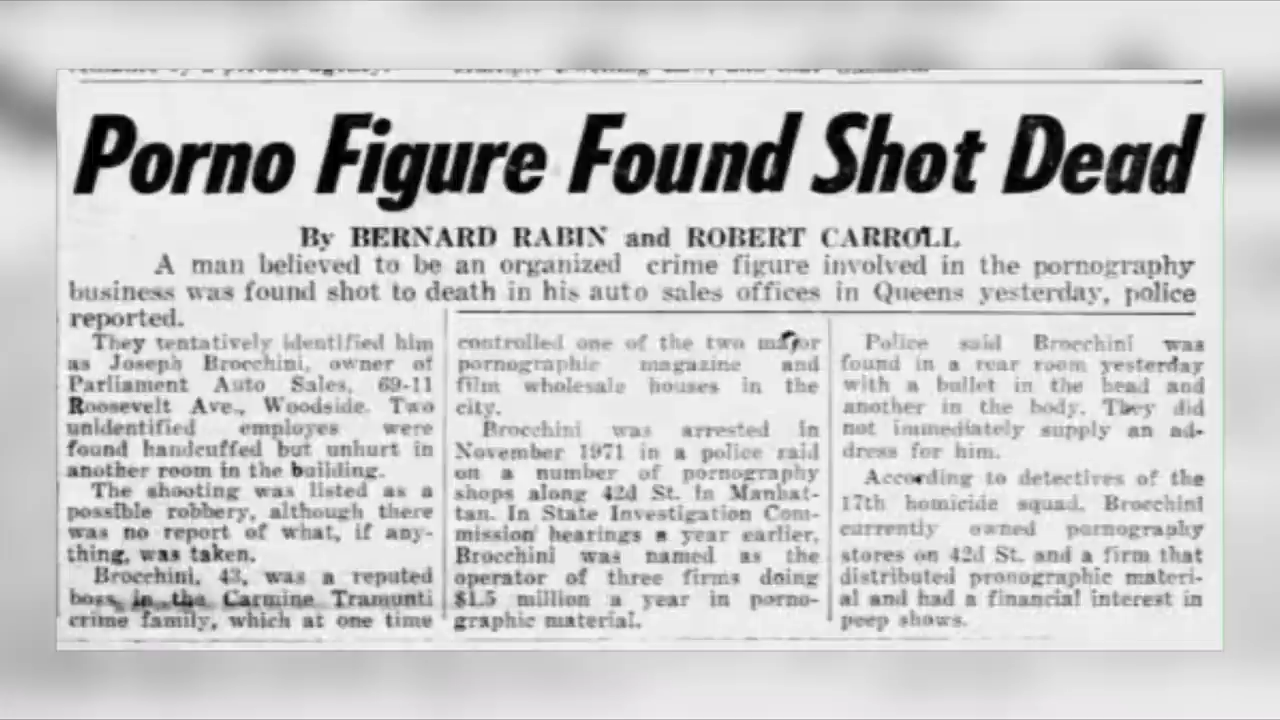 Porno Figure Found Shot Dead
By BERNARD RABIN and ROBERT CARROLL
A man believed to be an organized crime figure involved in the pornography
business was found shot to death in his auto sales offices in Queens yesterday, police
reported.
They tentatively identified him
as Joseph Brocchini, owner of
Parliament Auto Sales, 69-11
Roosevelt Ave., Woodside. Two
unidentified employes were
found handcuffed but unhurt in
another room in the building.
The shooting was listed as a
possible robbery, although there
was no report of what, if any-
thing, was taken.
Brocchini, 43, was a reputed
boss in the Carmine Tramunti
crime family, which at one time
controlled one of the two major
pornographic magazine and
film wholesale houses in the
city.
Brocchini was arrested in
November 1971 in a police raid
on a number of pornography
shops along 42d St. in Manhat-
tan. In State Investigation Com-
mission hearings a year earlier,
Brocchini was named as the
operator of three firms doing
$1.5 million a year in porno-
graphic material.
Police said Brocchini was
found in a rear room yesterday
with a bullet in the head and
another in the body. They did
not immediately supply an ad-
dress for him.
According to detectives of the
17th homicide squad, Brocchini
currently owned pornography
stores on 42d St. and a firm that
distributed pronographic materi-
al and had a financial interest in
peep shows.